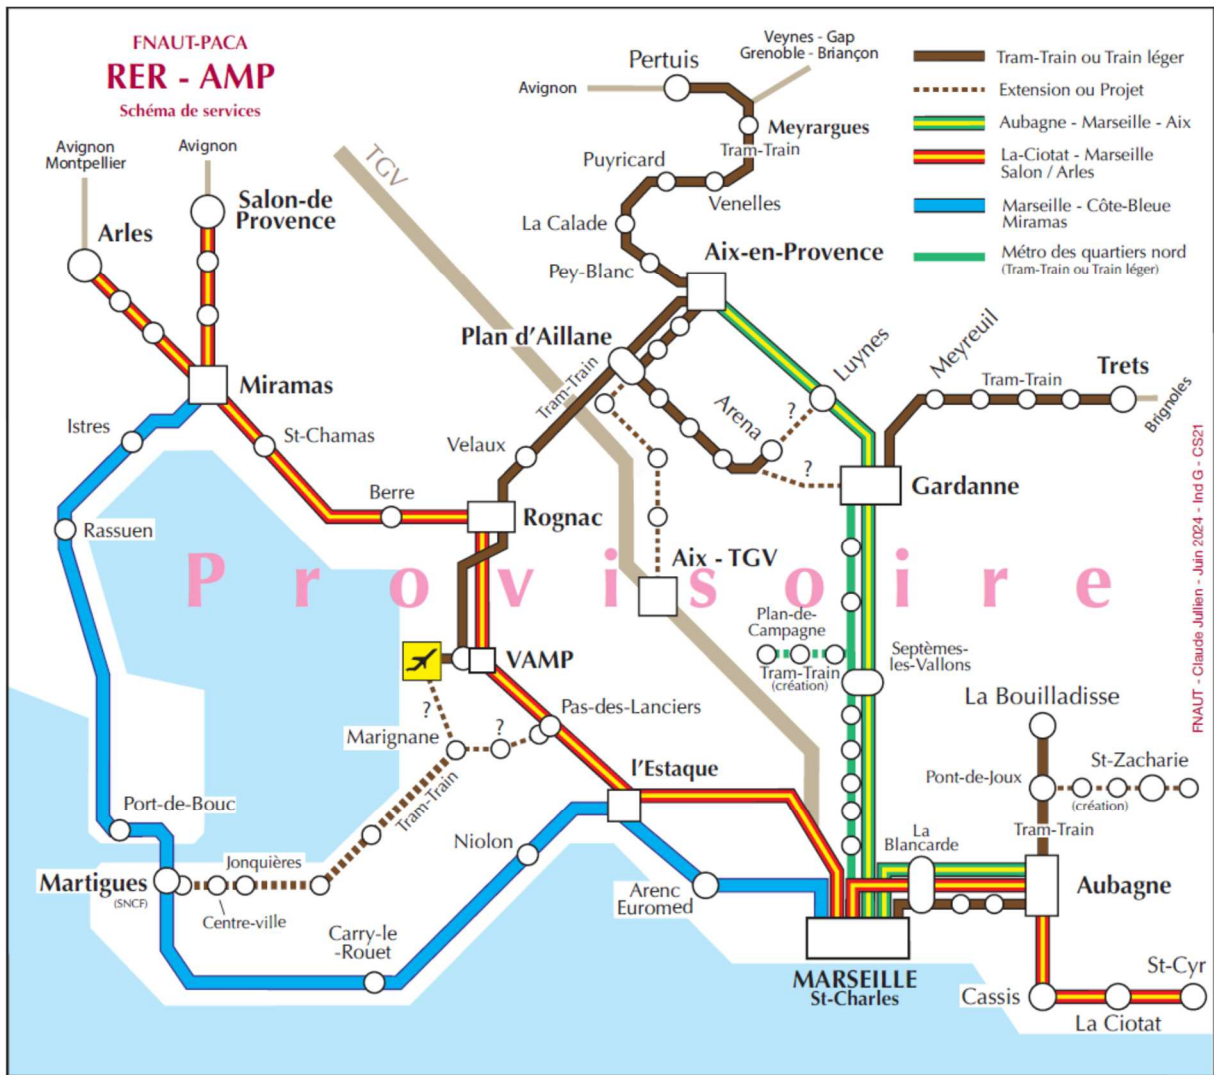 FNAUT-PACA
RER - AMP
Schéma de services
Veynes - Gap
Grenoble - Briançon
Pertuis
Avignon
Meyrargues
Tram-Train
Puyricard
Venelles
La Calade
Pey-Blanc
Aix-en-Provence
Tram-Train ou Train léger
Extension ou Projet
Aubagne - Marseille - Aix
La-Ciotat - Marseille
Salon / Arles
Marseille - Côte-Bleue
Miramas
Métro des quartiers nord
(Tram-Train ou Train léger)
Avignon
Montpellier
Avignon
TGV
Salon-de
Provence
Arles
Plan d'Aillane
Tram-Train
Luynes
Meyreuil
Tram-Train
Trets
Brignoles
Miramas
Istres
St-Chamas
Velaux
Arena
?
?
Berre
Rognac
Gardanne
Rassuen
Aix - TGV
Provisoire
Plan-de-
Campagne
Tram-Train
(création)
Septèmes-
les-Vallons
VAMP
Pas-des-Lanciers
?
?
Marignane
Tram-Train
l'Estaque
La Bouilladisse
Pont-de-Joux
St-Zacharie
(création)
Tram-Train
Port-de-Bouc
Niolon
La
Blancarde
Martigues
(SNCF)
Jonquières
Centre-ville
Arenc
Euromed
Aubagne
Carry-le
-Rouet
MARSEILLE
St-Charles
Cassis
St-Cyr
La Ciotat
FNAUT - Claude Jullien - Juin 2024 - Ind G - CS21